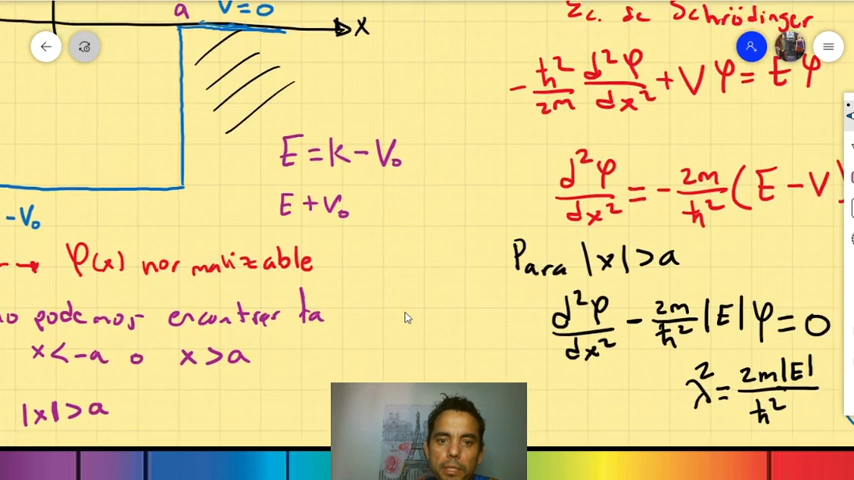 a V=0
x
E=K-V₀
E+V₀
-V₀
φ(x) normalizable
no podemos encontrar la
x<-a o x>a
|x|>a
Ec. de Schrödinger
-ħ²/2m d²φ/dx² + Vφ = Eφ
d²φ/dx² = -2m/ħ² (E-V)
Para |x|>a
d²φ/dx² - 2m/ħ² |E|φ = 0
λ² = 2m|E|/ħ²